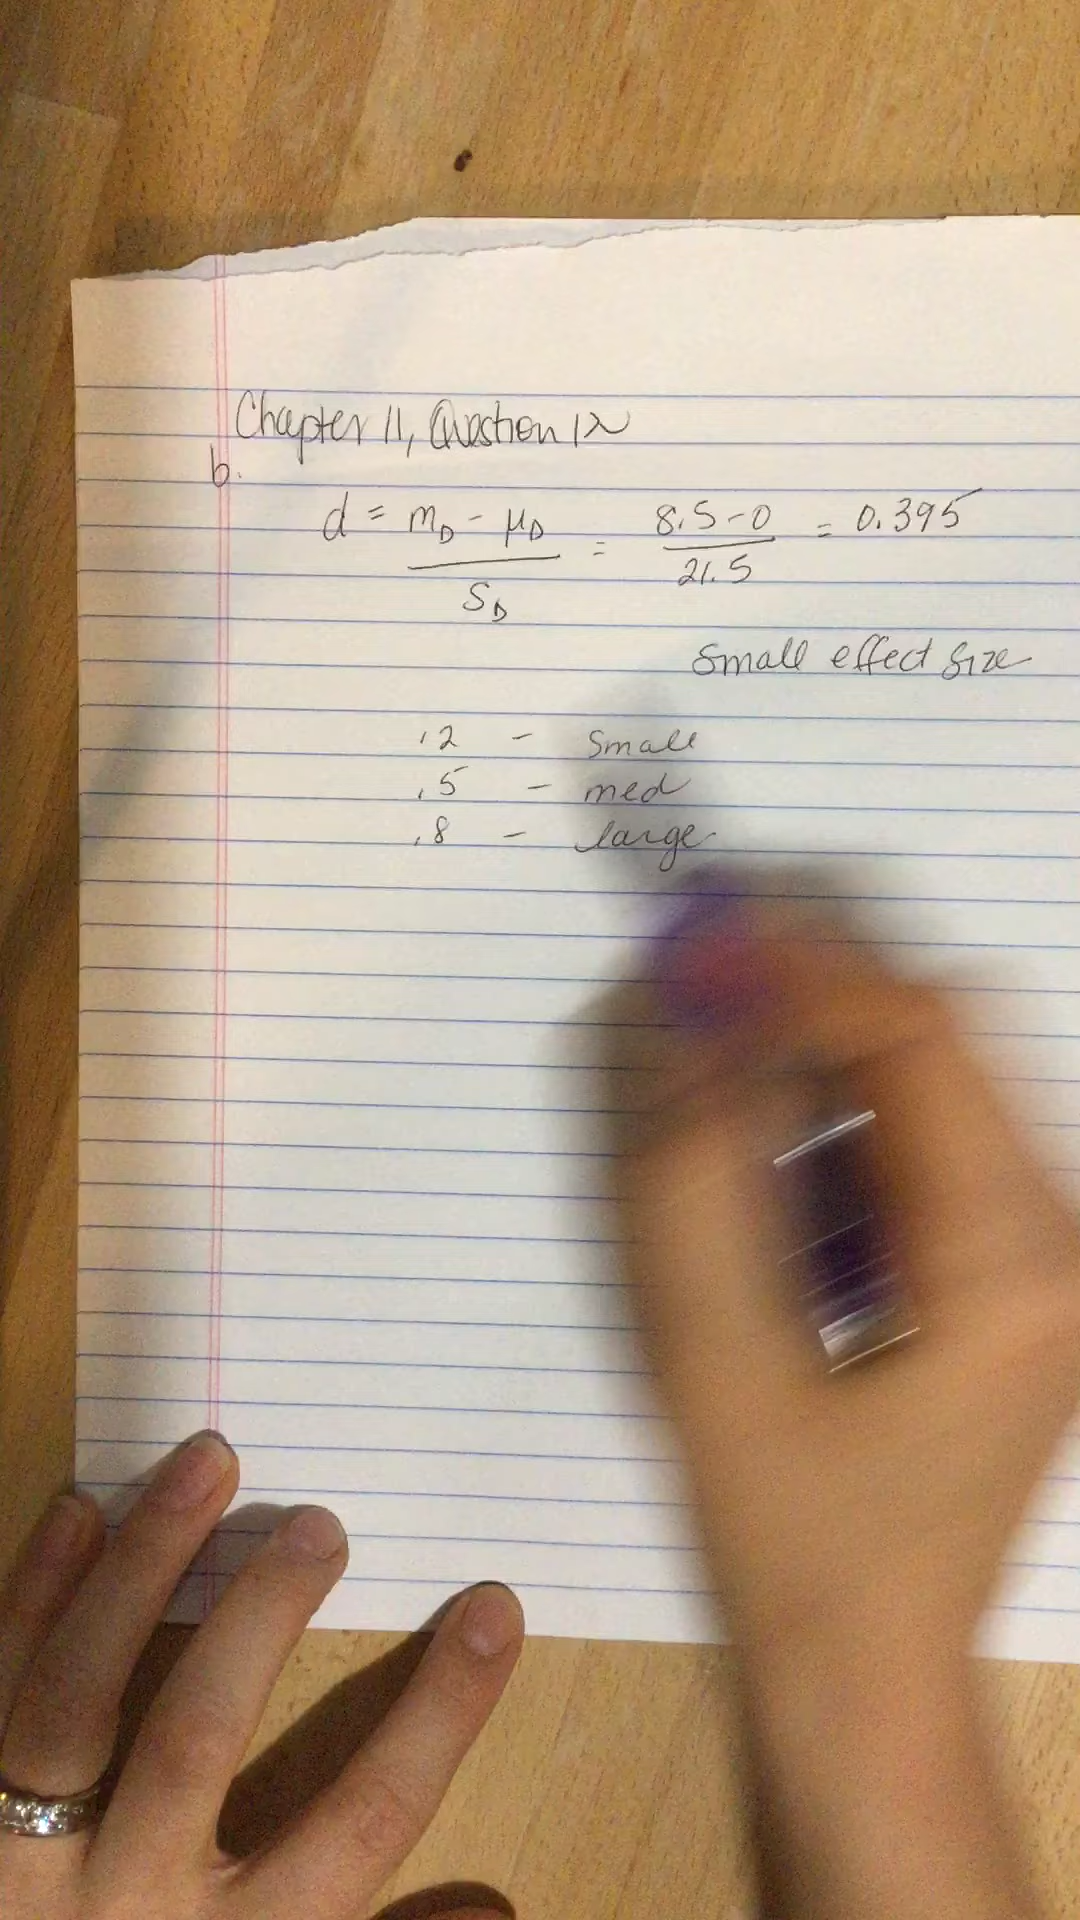 Chapter 11, Question 12
b.
d = m_D - μ_D / S_D = 8.5 - 0 / 21.5 = 0.395
Small effect size
.2 - Small
.5 - med
.8 - large